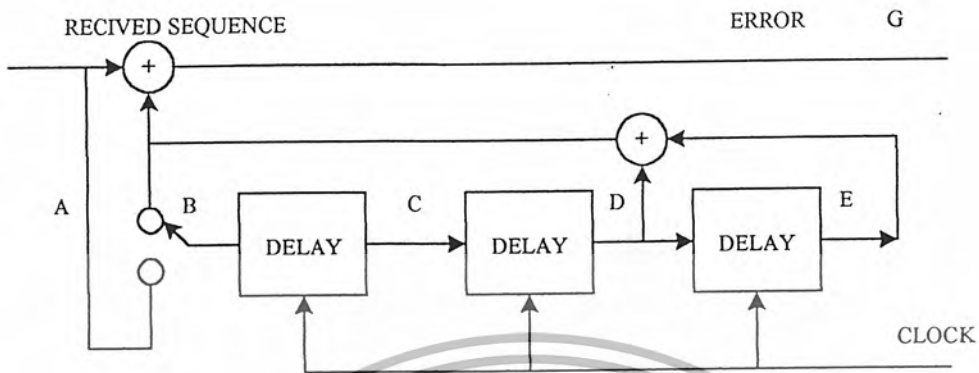 RECIVED SEQUENCE
ERROR G
+
+
A B C D E
DELAY DELAY DELAY
CLOCK